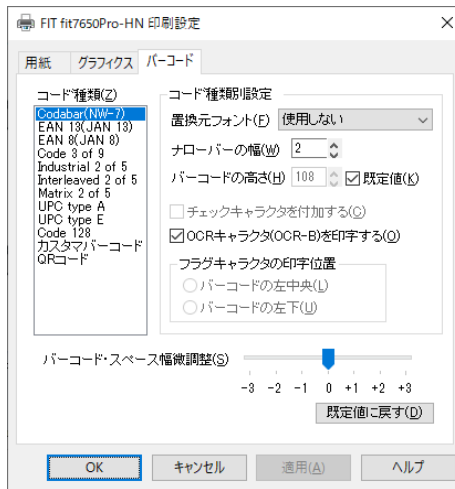 FIT fit7650Pro-HN 印刷設定
用紙 グラフィックス バーコード
コード種類(Z)
Codabar(NW-7)
EAN 13(JAN 13)
EAN 8(JAN 8)
Code 3 of 9
Industrial 2 of 5
Interleaved 2 of 5
Matrix 2 of 5
UPC type A
UPC type E
Code 128
カスタマバーコード
QRコード
コード種類別設定
置換元フォント(F) 使用しない
ナローバーの幅(W) 2
バーコードの高さ(H) 108 既定値(K)
チェックキャラクタを付加する(C)
OCRキャラクタ(OCR-B)を印字する(O)
フラグキャラクタの印字位置
バーコードの左中央(L)
バーコードの左下(U)
バーコード・スペース幅微調整(S)
-3 -2 -1 0 +1 +2 +3
既定値に戻す(D)
OK キャンセル 適用(A) ヘルプ